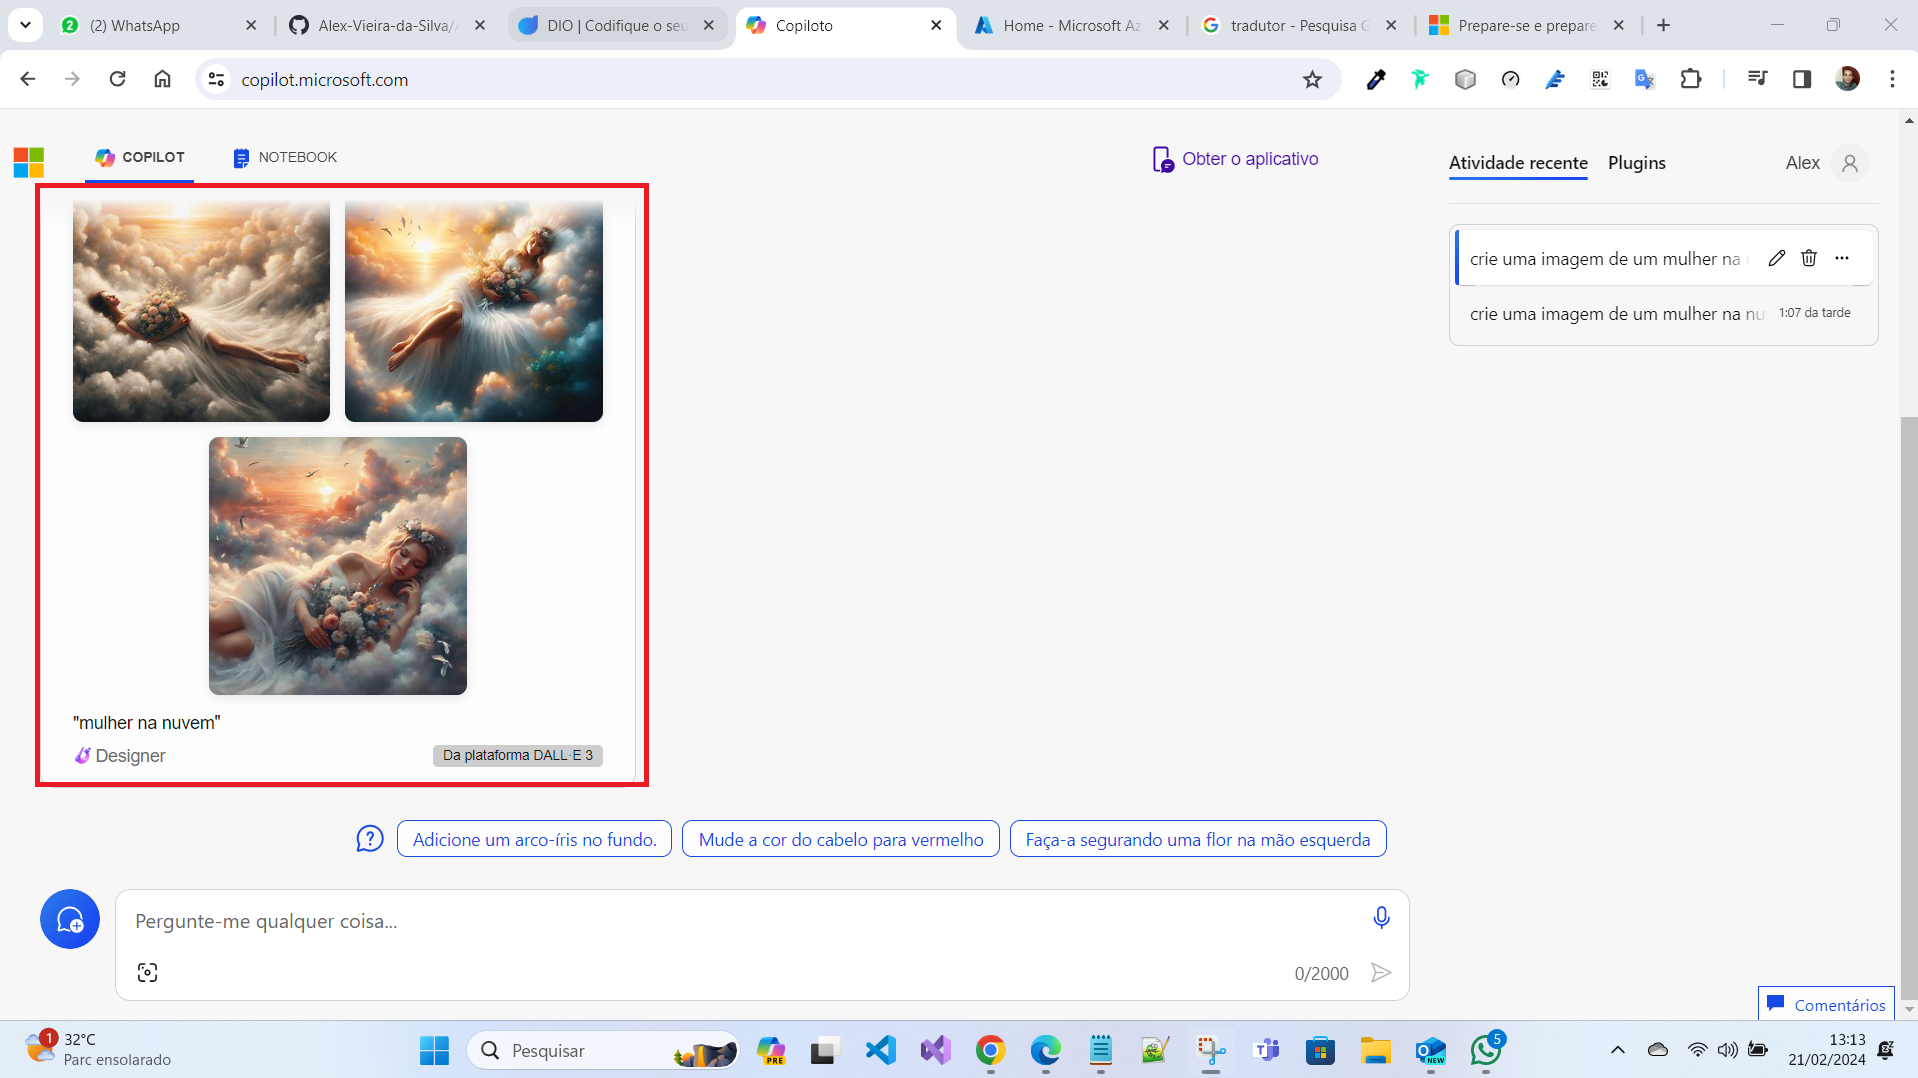 (2) WhatsApp
Alex-Vieira-da-Silva/
DIO | Codifique o seu
Copiloto
Home - Microsoft Az
tradutor - Pesquisa G
Prepare-se e prepare
copilot.microsoft.com
COPILOT
NOTEBOOK
Obter o aplicativo
Atividade recente
Plugins
Alex
crie uma imagem de um mulher na
crie uma imagem de um mulher na nu
1:07 da tarde
"mulher na nuvem"
Designer
Da plataforma DALL·E 3
Adicione um arco-íris no fundo.
Mude a cor do cabelo para vermelho
Faça-a segurando uma flor na mão esquerda
Pergunte-me qualquer coisa...
0/2000
Comentários
1
32°C
Parc ensolarado
Pesquisar
PRE
NEW
5
13:13
21/02/2024